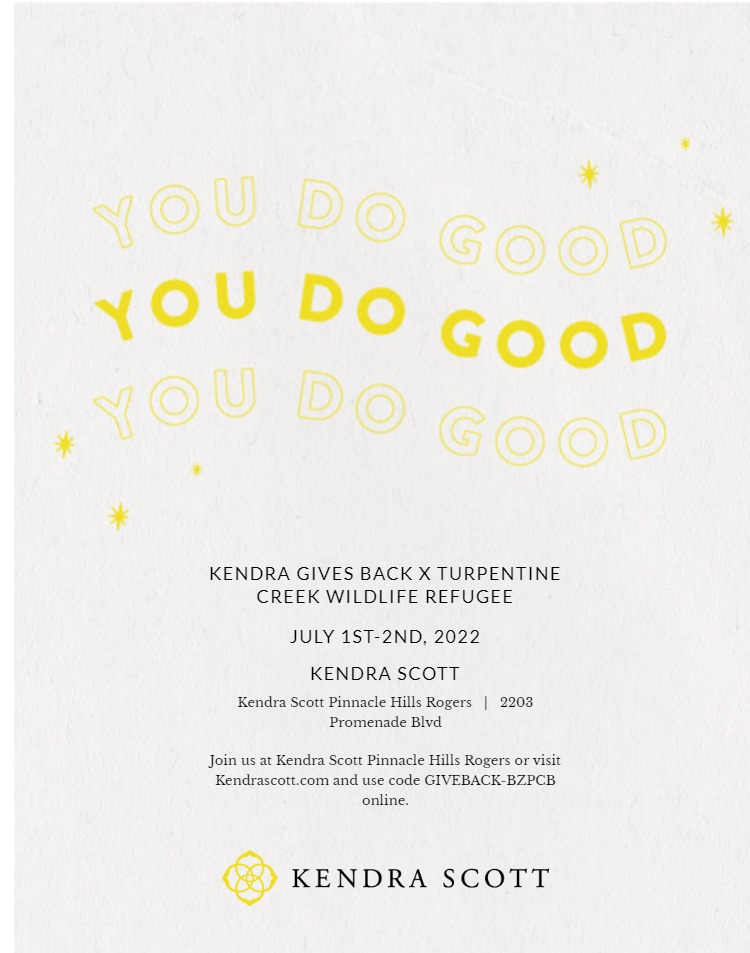 YOU DO GOOD
YOU DO GOOD
YOU DO GOOD
KENDRA GIVES BACK X TURPENTINE
CREEK WILDLIFE REFUGEE
JULY 1ST-2ND, 2022
KENDRA SCOTT
Kendra Scott Pinnacle Hills Rogers | 2203
Promenade Blvd
Join us at Kendra Scott Pinnacle Hills Rogers or visit
Kendrascott.com and use code GIVEBACK-BZPCB
online.
KENDRA SCOTT